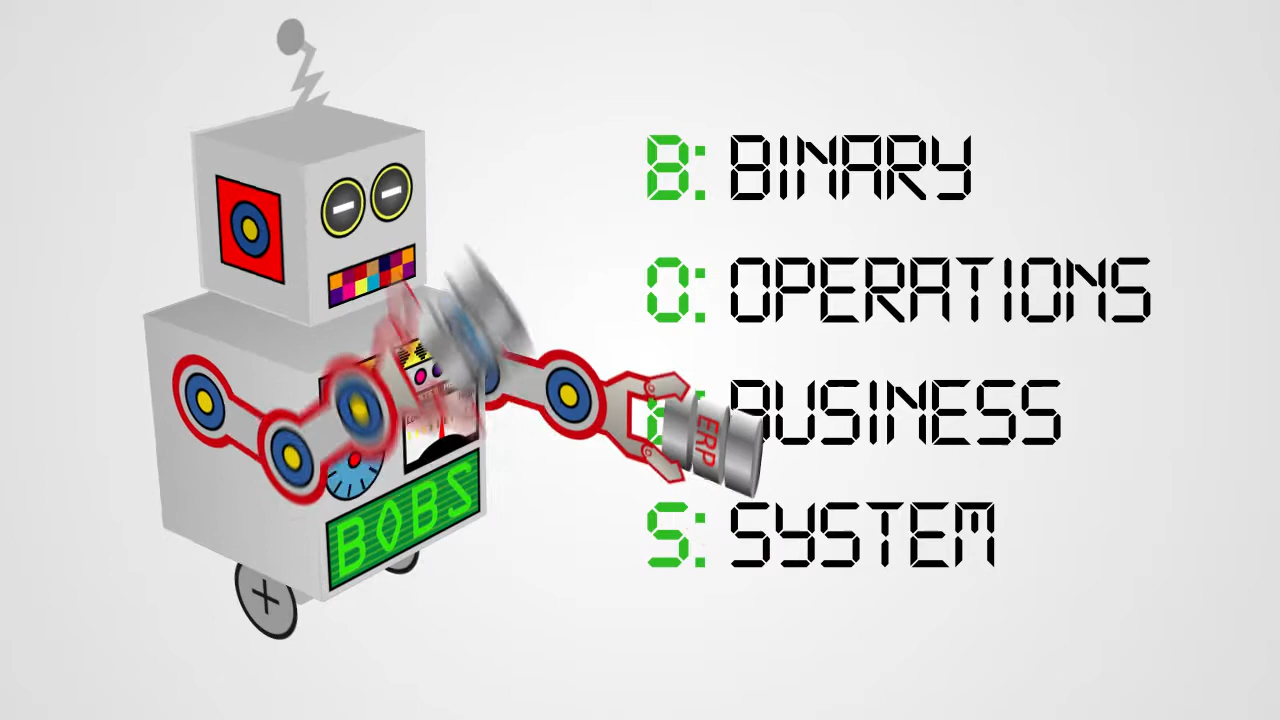 B: BINARY
O: OPERATIONS
BUSINESS
S: SYSTEM
ERP
BOBS